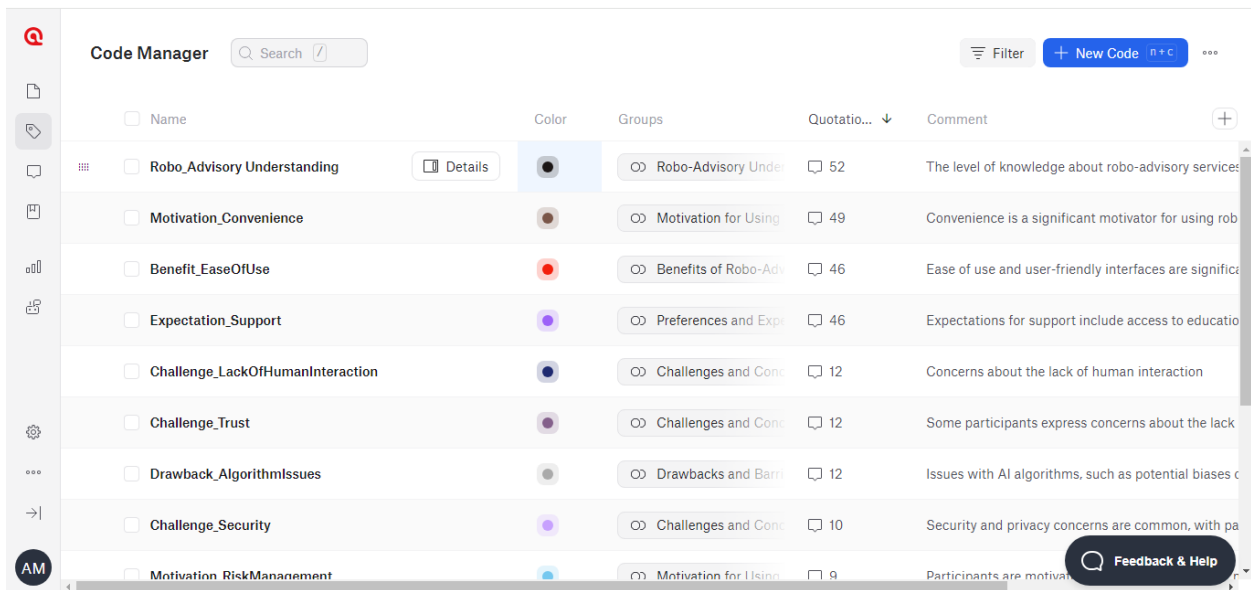 Code Manager Search / Filter + New Code n+c
Name Color Groups Quotatio... Comment
Robo_Advisory Understanding Details Robo-Advisory Unde 52 The level of knowledge about robo-advisory services
Motivation_Convenience Motivation for Using 49 Convenience is a significant motivator for using rob
Benefit_EaseOfUse Benefits of Robo-Adv 46 Ease of use and user-friendly interfaces are significa
Expectation_Support Preferences and Expe 46 Expectations for support include access to educatio
Challenge_LackOfHumanInteraction Challenges and Conc 12 Concerns about the lack of human interaction
Challenge_Trust Challenges and Conc 12 Some participants express concerns about the lack
Drawback_AlgorithmIssues Drawbacks and Barri 12 Issues with AI algorithms, such as potential biases o
Challenge_Security Challenges and Conc 10 Security and privacy concerns are common, with pa
Motivation_RiskManagement Motivation for Using 9 Participants are motivat
AM Feedback & Help